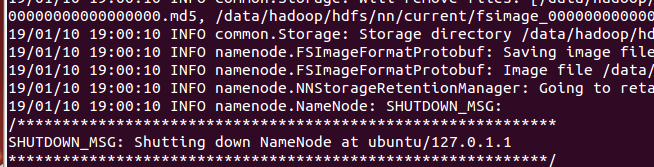 19/01/10 19:00:10 INFO common.Storage: Will remove files: [/data/hadoop/h
00000000000000000.md5, /data/hadoop/hdfs/nn/current/fsimage_000000000000
19/01/10 19:00:10 INFO common.Storage: Storage directory /data/hadoop/hd
19/01/10 19:00:10 INFO namenode.FSImageFormatProtobuf: Saving image file
19/01/10 19:00:10 INFO namenode.FSImageFormatProtobuf: Image file /data/
19/01/10 19:00:10 INFO namenode.NNStorageRetentionManager: Going to reta
19/01/10 19:00:10 INFO namenode.NameNode: SHUTDOWN_MSG:
/************************************************************
SHUTDOWN_MSG: Shutting down NameNode at ubuntu/127.0.1.1
************************************************************/